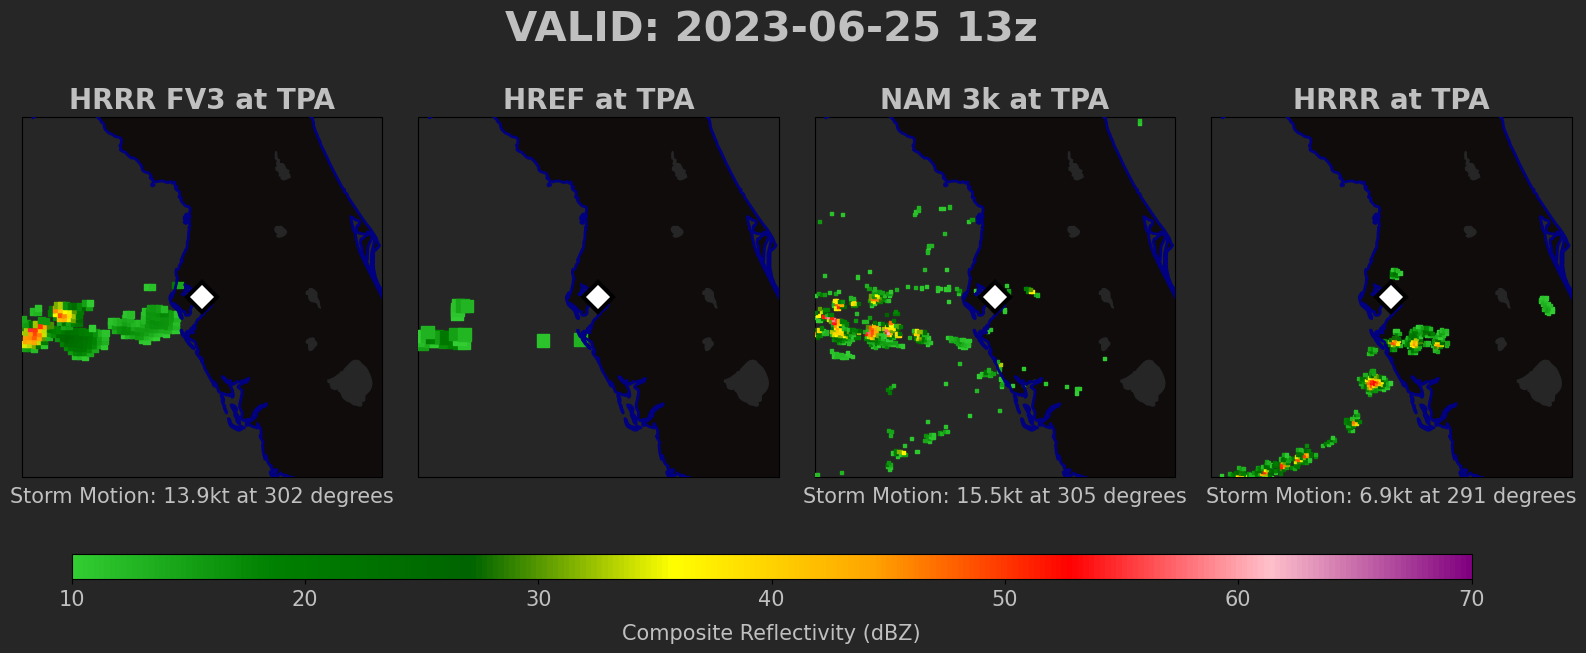 VALID: 2023-06-25 13z
HRRR FV3 at TPA
HREF at TPA
NAM 3k at TPA
HRRR at TPA
Storm Motion: 13.9kt at 302 degrees
Storm Motion: 15.5kt at 305 degrees
Storm Motion: 6.9kt at 291 degrees
10 20 30 40 50 60 70
Composite Reflectivity (dBZ)